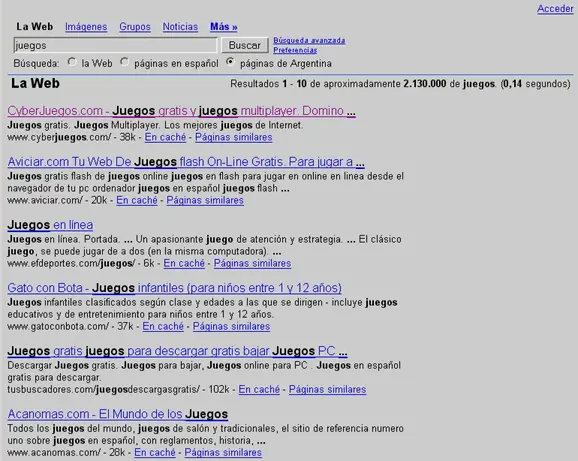 Acceder
La Web Imágenes Grupos Noticias Más »
juegos Buscar Búsqueda avanzada
Preferencias
Búsqueda: la Web páginas en español páginas de Argentina
La Web Resultados 1 - 10 de aproximadamente 2.130.000 de juegos. (0,14 segundos)
CyberJuegos.com - Juegos gratis y juegos multiplayer. Domino ...
Juegos gratis. Juegos Multiplayer. Los mejores juegos de Internet.
www.cyberjuegos.com/ - 38k - En caché - Páginas similares
Aviciar.com Tu Web De Juegos flash On-Line Gratis. Para jugar a ...
Juegos gratis flash de juegos online juegos en flash para jugar en online en linea desde el
navegador de tu pc ordenador juegos en español juegos flash ...
www.aviciar.com/ - 20k - En caché - Páginas similares
Juegos en línea
Juegos en línea. Portada. ... Un apasionante juego de atención y estrategia. ... El clásico
juego, se puede jugar de a dos (en la misma computadora). ...
www.efdeportes.com/juegos/ - 6k - En caché - Páginas similares
Gato con Bota - Juegos infantiles (para niños entre 1 y 12 años)
Juegos infantiles clasificados según clase y edades a las que se dirigen - incluye juegos
educativos y de entretenimiento para niños entre 1 y 12 años.
www.gatoconbota.com/ - 37k - En caché - Páginas similares
Juegos gratis juegos para descargar gratis bajar Juegos PC ...
Descargar Juegos gratis. Juegos para bajar, Juegos online para PC . Juegos en español
gratis para descargar.
tusbuscadores.com/juegosdescargasgratis/ - 102k - En caché - Páginas similares
Acanomas.com - El Mundo de los Juegos
Todos los juegos del mundo, juegos de salón y tradicionales, el sitio de referencia numero
uno sobre juegos en español, con reglamentos, historia, ...
www.acanomas.com/ - 28k - En caché - Páginas similares